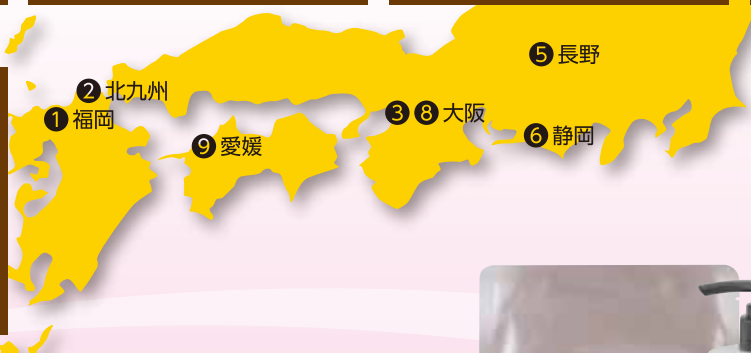 ❺長野
❷北九州
❶福岡
❸❽大阪
❻静岡
❾愛媛